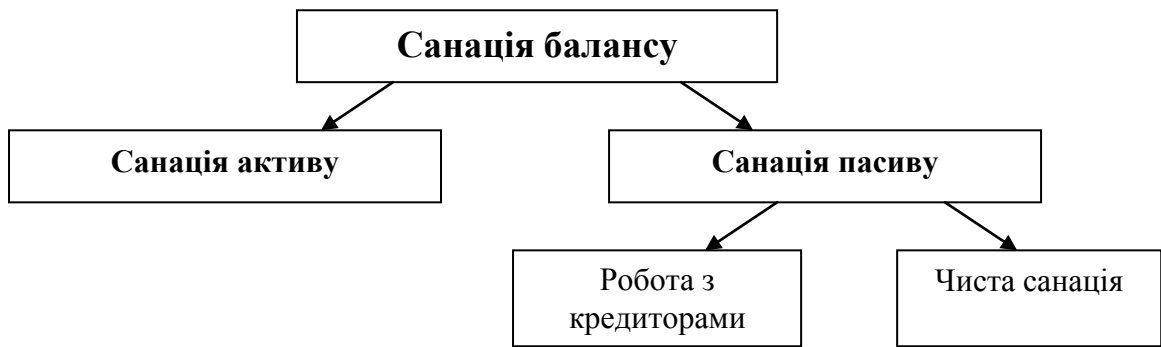 Санація балансу
Санація активу
Санація пасиву
Робота з
кредиторами
Чиста санація